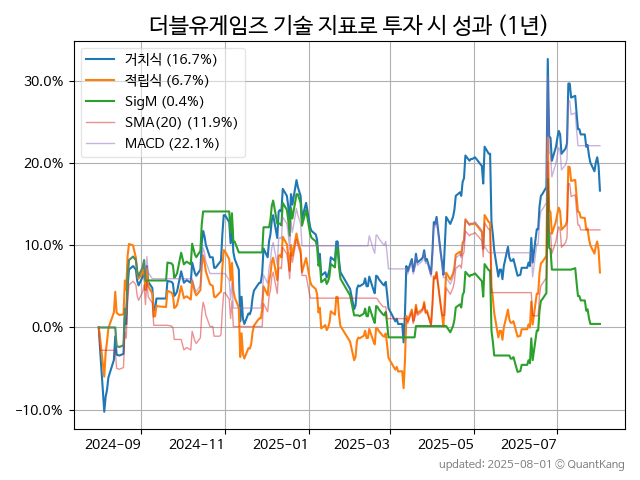 더블유게임즈 기술 지표로 투자 시 성과 (1년)
거치식 (16.7%)
적립식 (6.7%)
SigM (0.4%)
SMA(20) (11.9%)
MACD (22.1%)
30.0%
20.0%
10.0%
0.0%
−10.0%
2024-09 2024-11 2025-01 2025-03 2025-05 2025-07
updated: 2025-08-01 © QuantKang